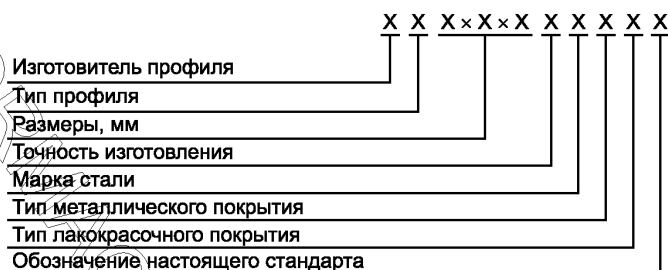 X X X×X×X X X X X X
Изготовитель профиля
Тип профиля
Размеры, мм
Точность изготовления
Марка стали
Тип металлического покрытия
Тип лакокрасочного покрытия
Обозначение настоящего стандарта